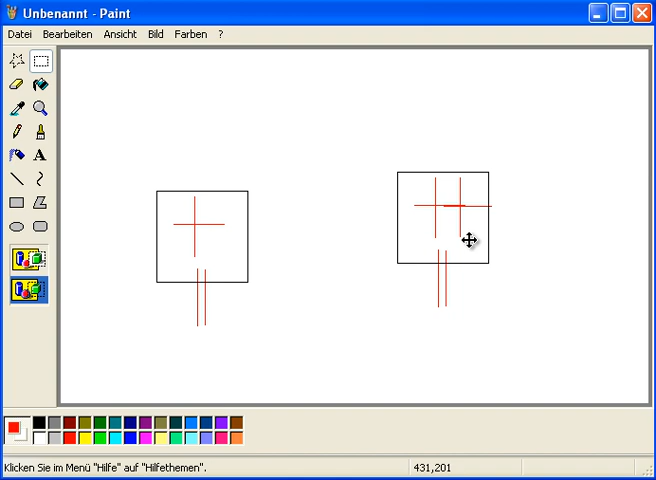 Unbenannt - Paint
Datei Bearbeiten Ansicht Bild Farben ?
A
Klicken Sie im Menü "Hilfe" auf "Hilfethemen".
431,201